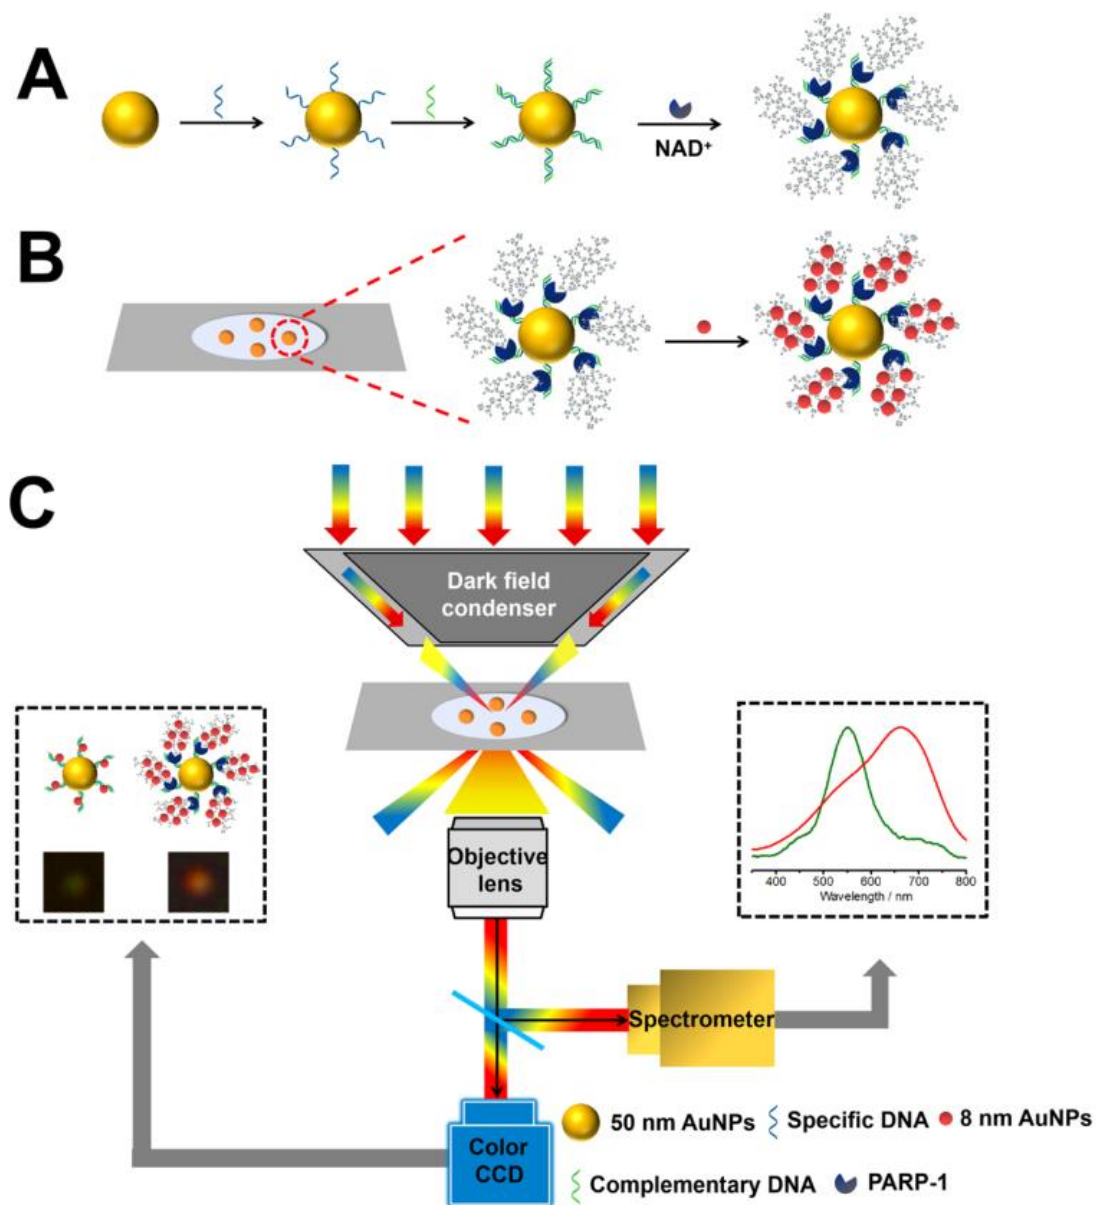 A
NAD⁺
B
C
Dark field
condenser
Objective
lens
400 500 600 700 800
Wavelength / nm
Spectrometer
Color
CCD
50 nm AuNPs Specific DNA 8 nm AuNPs
Complementary DNA PARP-1